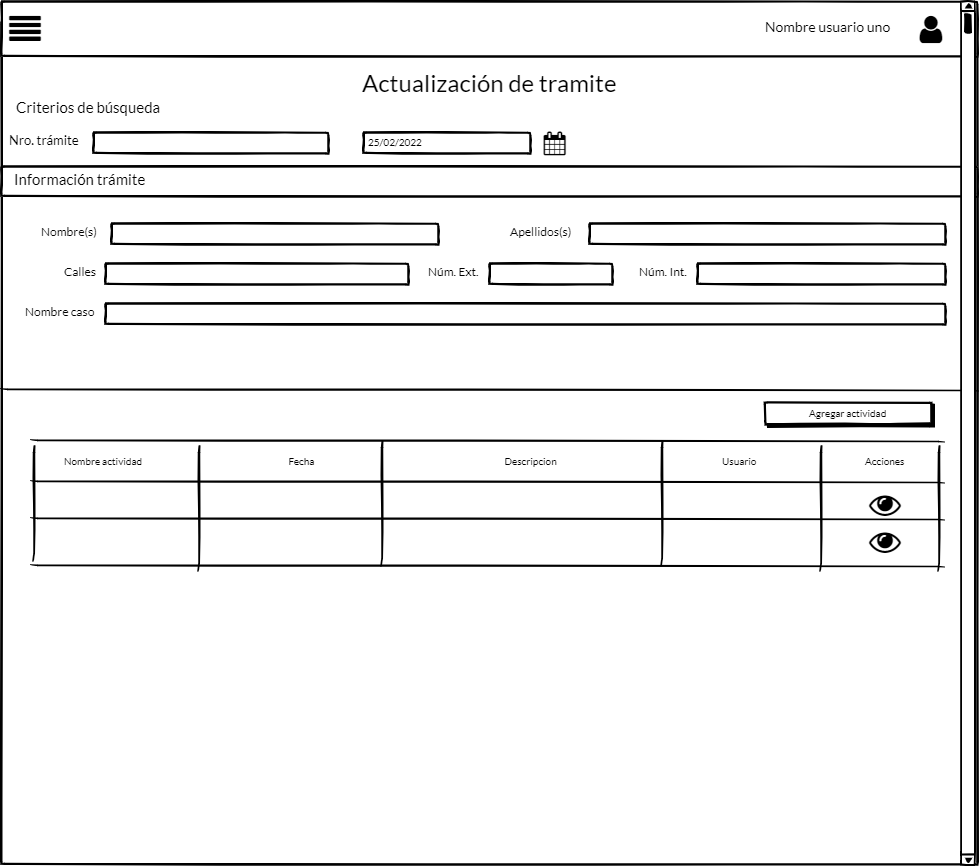 Nombre usuario uno
Actualización de tramite
Criterios de búsqueda
Nro. trámite 25/02/2022
Información trámite
Nombre(s) Apellidos(s)
Calles Núm. Ext. Núm. Int.
Nombre caso
Agregar actividad
Nombre actividad Fecha Descripcion Usuario Acciones